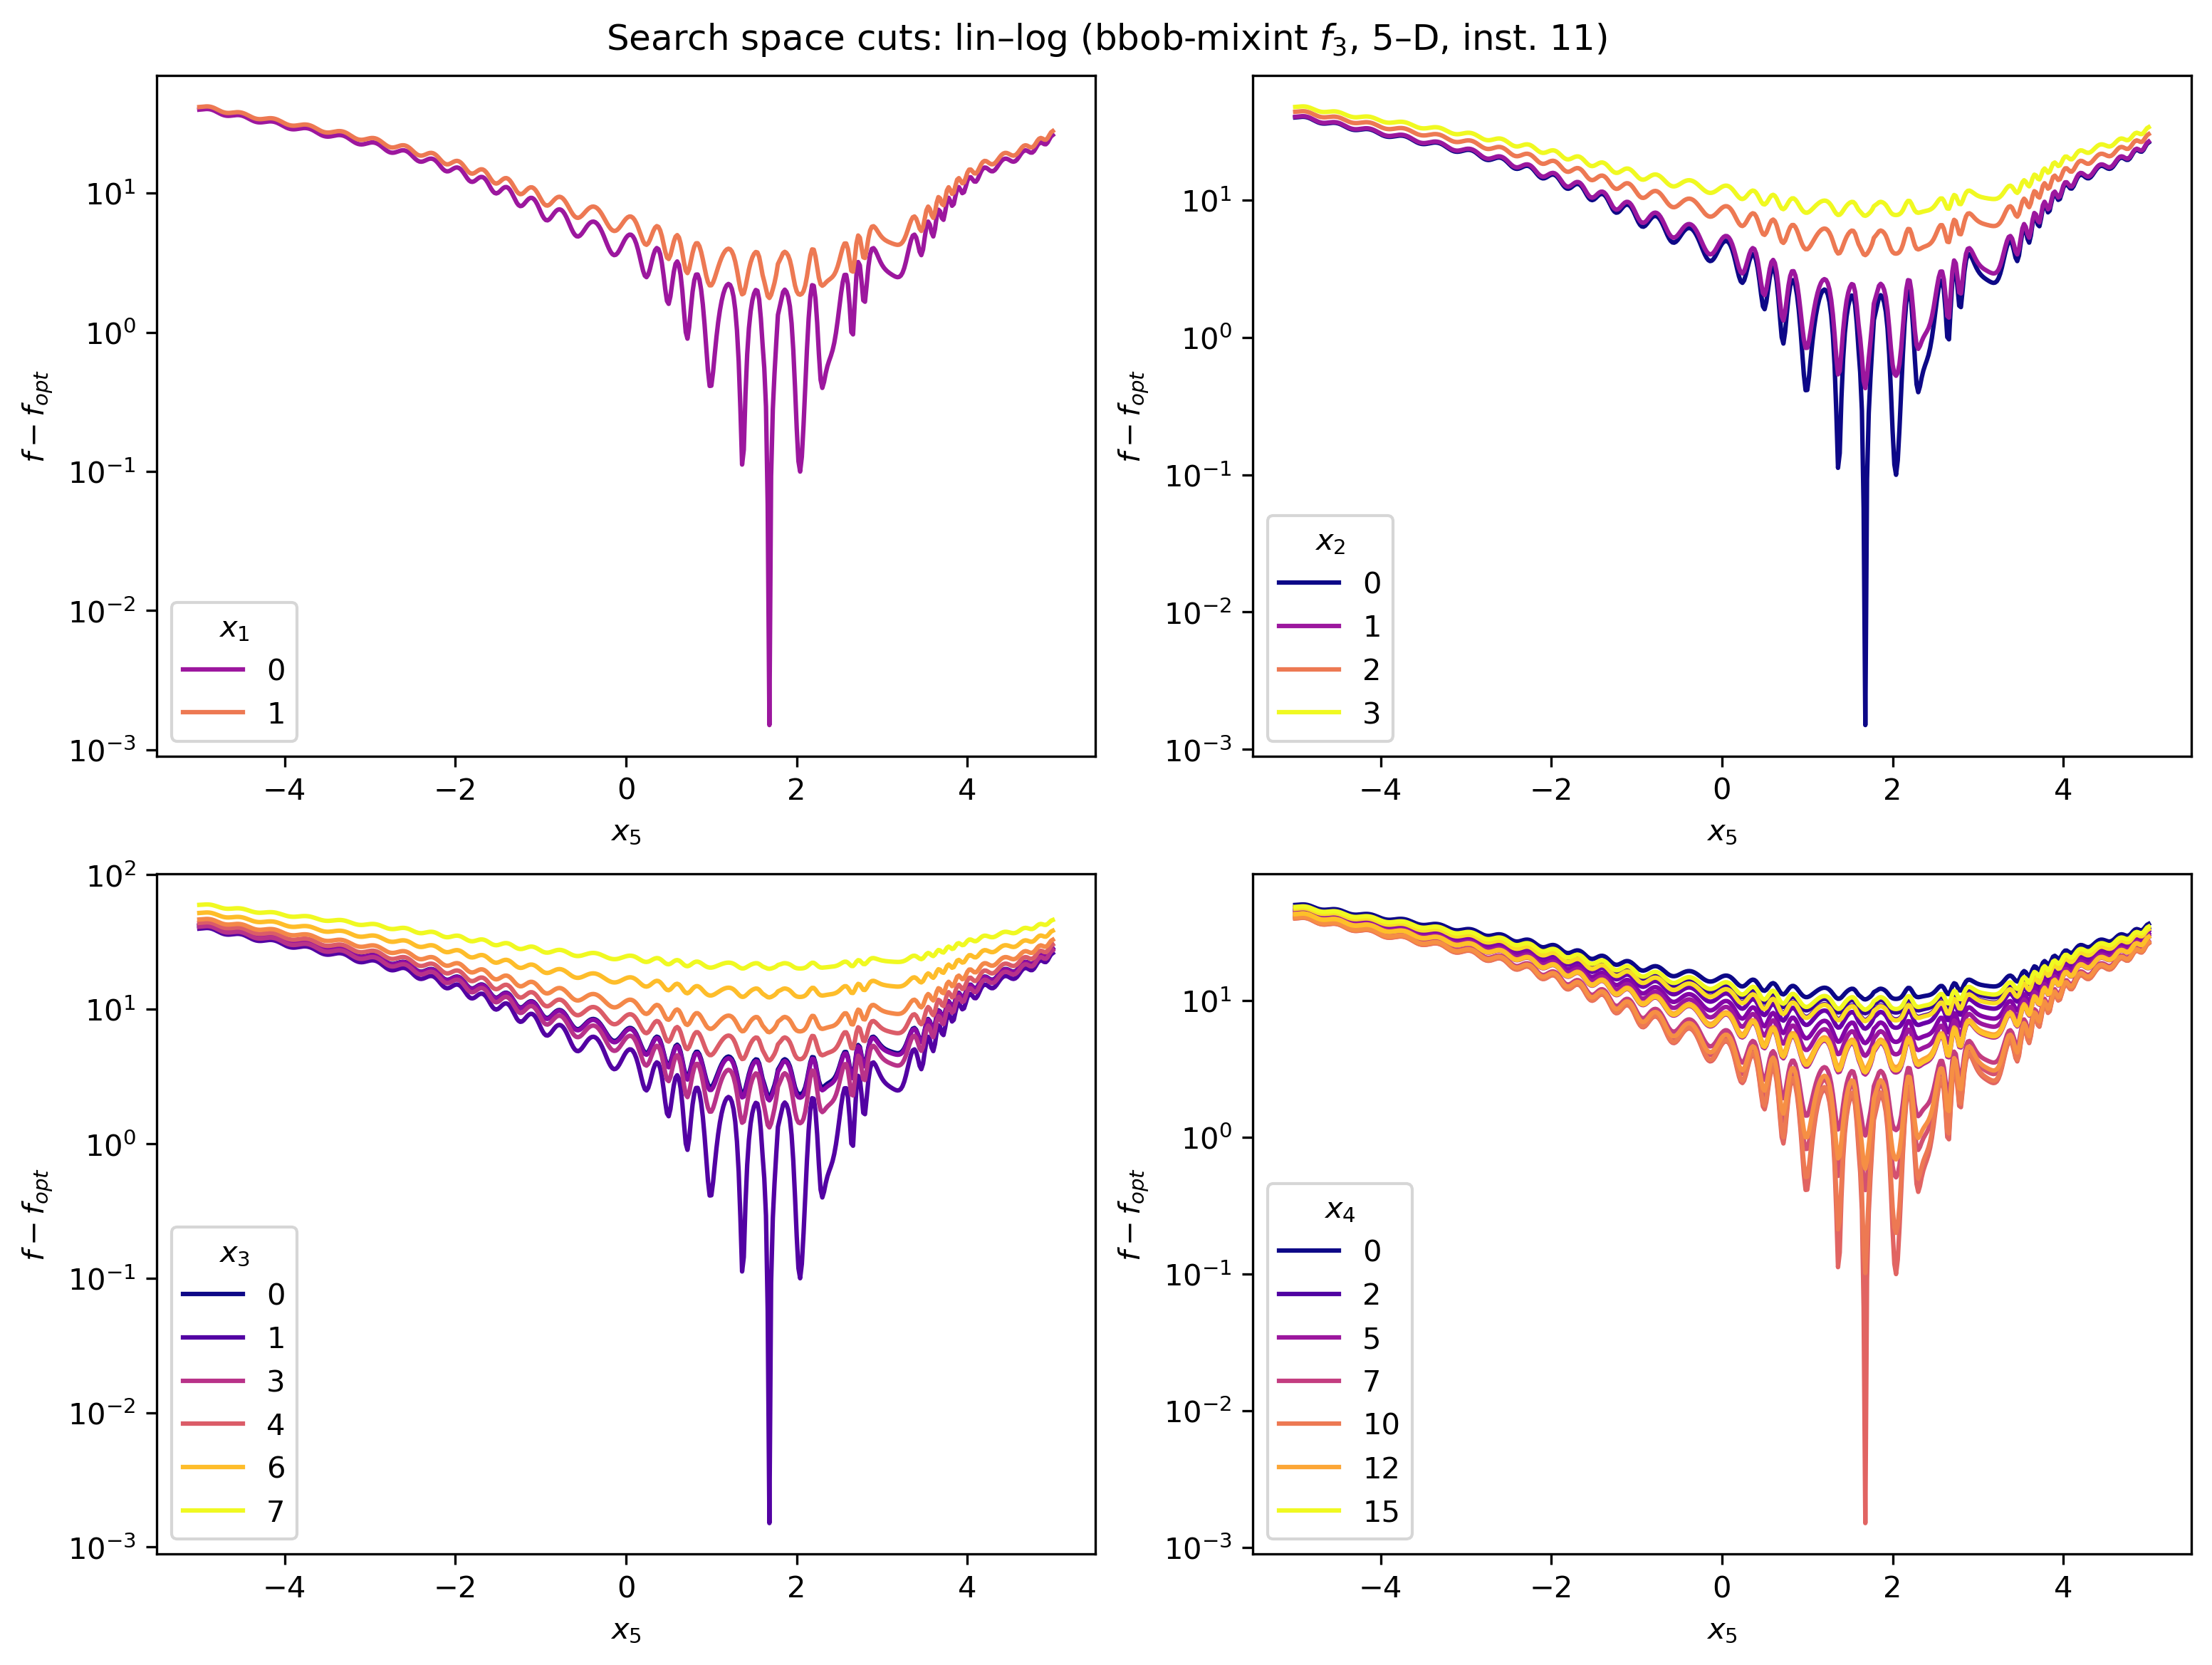 Search space cuts: lin–log (bbob-mixint f3, 5–D, inst. 11)
f − fopt
10^1
10^0
10^−1
10^−2
10^−3
x1
0
1
−4 −2 0 2 4
x5
f − fopt
10^1
10^0
10^−1
10^−2
10^−3
x2
0
1
2
3
−4 −2 0 2 4
x5
f − fopt
10^2
10^1
10^0
10^−1
10^−2
10^−3
x3
0
1
3
4
6
7
−4 −2 0 2 4
x5
f − fopt
10^1
10^0
10^−1
10^−2
10^−3
x4
0
2
5
7
10
12
15
−4 −2 0 2 4
x5